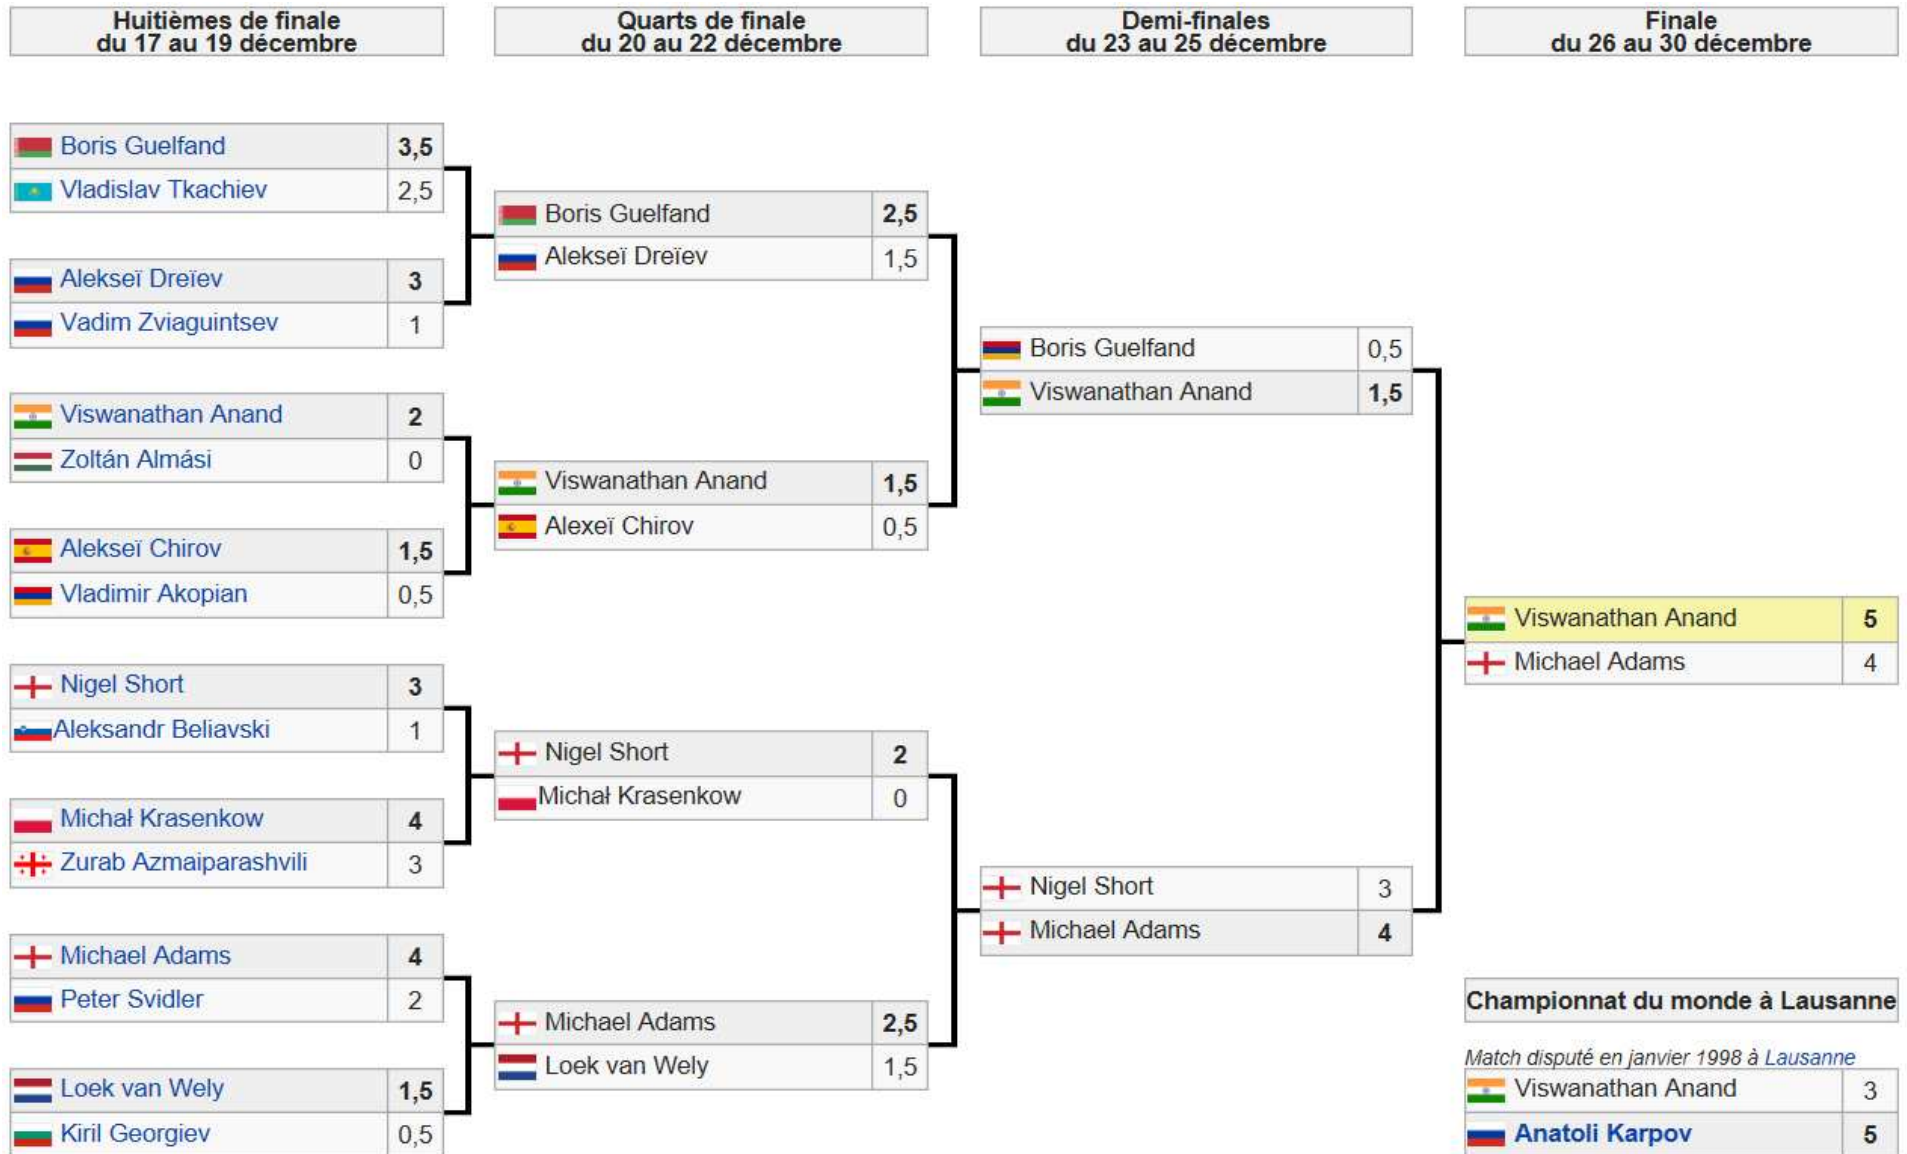 Huitièmes de finale
du 17 au 19 décembre
Quarts de finale
du 20 au 22 décembre
Demi-finales
du 23 au 25 décembre
Finale
du 26 au 30 décembre
Boris Guelfand 3,5
Vladislav Tkachiev 2,5
Alekseï Dreïev 3
Vadim Zviaguintsev 1
Viswanathan Anand 2
Zoltán Almási 0
Alekseï Chirov 1,5
Vladimir Akopian 0,5
Nigel Short 3
Aleksandr Beliavski 1
Michał Krasenkow 4
Zurab Azmaiparashvili 3
Michael Adams 4
Peter Svidler 2
Loek van Wely 1,5
Kiril Georgiev 0,5
Boris Guelfand 2,5
Alekseï Dreïev 1,5
Viswanathan Anand 1,5
Alexeï Chirov 0,5
Nigel Short 2
Michał Krasenkow 0
Michael Adams 2,5
Loek van Wely 1,5
Boris Guelfand 0,5
Viswanathan Anand 1,5
Nigel Short 3
Michael Adams 4
Viswanathan Anand 5
Michael Adams 4
Championnat du monde à Lausanne
Match disputé en janvier 1998 à Lausanne
Viswanathan Anand 3
Anatoli Karpov 5